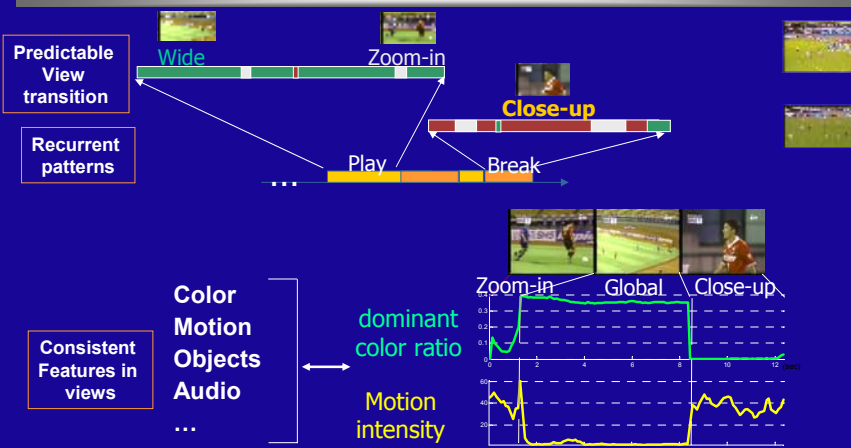 Predictable
View
transition
Wide
Zoom-in
Close-up
Recurrent
patterns
Play
Break
...
Zoom-in
Global
Close-up
Consistent
Features in
views
Color
Motion
Objects
Audio
...
dominant
color ratio
0.4
0.3
0.2
0.1
0
0 2 4 6 8 10 12 [sec]
Motion
intensity
60
40
20